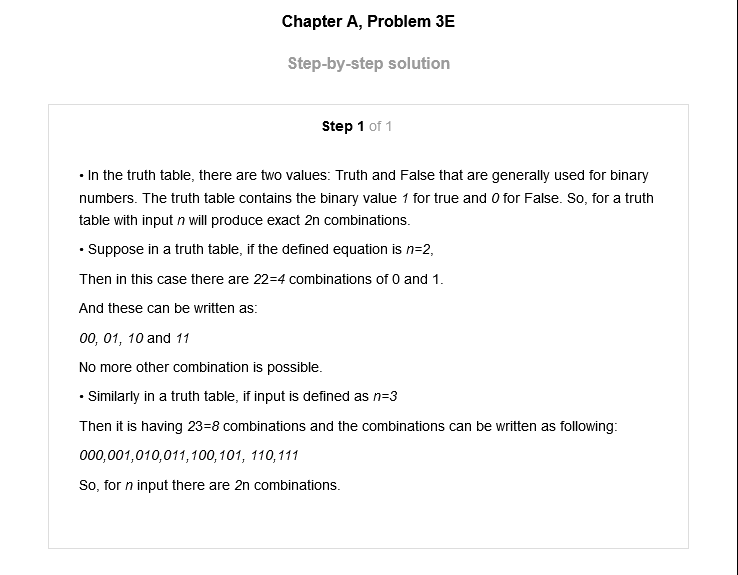 Chapter A, Problem 3E
Step-by-step solution
Step 1 of 1
• In the truth table, there are two values: Truth and False that are generally used for binary
numbers. The truth table contains the binary value 1 for true and 0 for False. So, for a truth
table with input n will produce exact 2n combinations.
• Suppose in a truth table, if the defined equation is n=2,
Then in this case there are 22=4 combinations of 0 and 1.
And these can be written as:
00, 01, 10 and 11
No more other combination is possible.
• Similarly in a truth table, if input is defined as n=3
Then it is having 23=8 combinations and the combinations can be written as following:
000,001,010,011,100,101, 110,111
So, for n input there are 2n combinations.